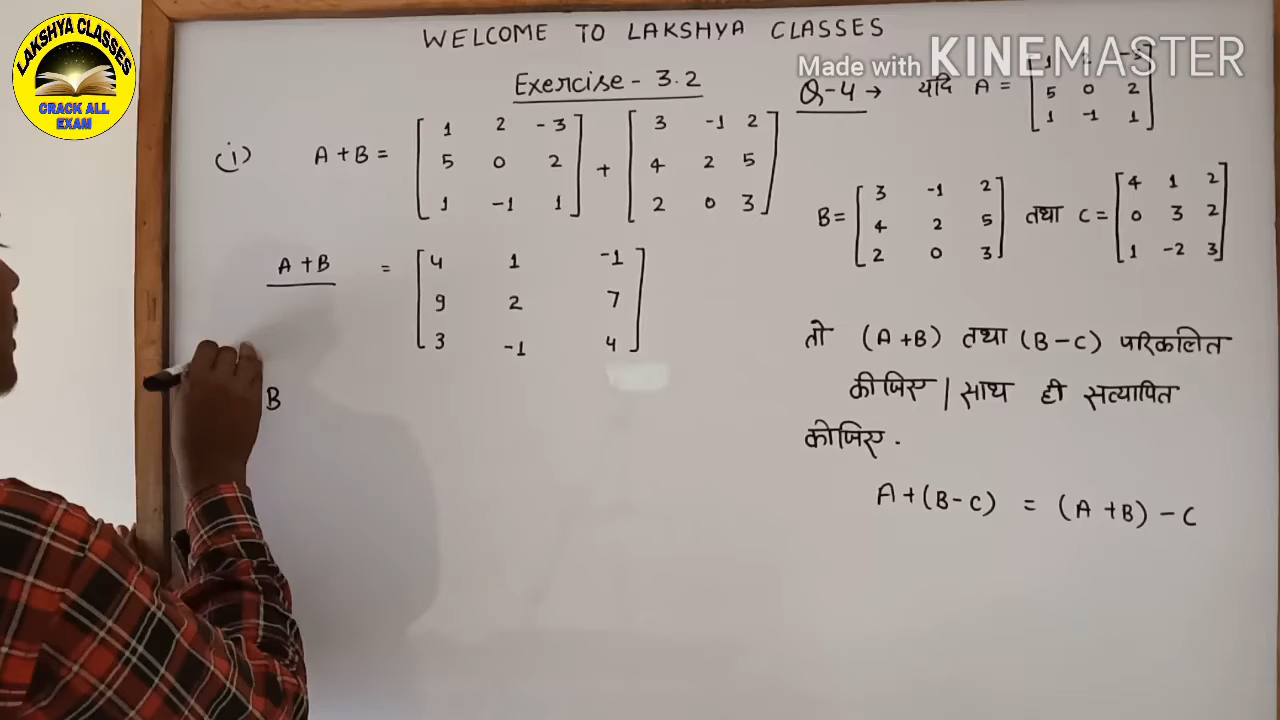 LAKSHYA CLASSES
CRACK ALL
EXAM
WELCOME TO LAKSHYA CLASSES
Made with KINEMASTER
Exercise - 3.2
Q-4 → यदि A = [1 2 -3
5 0 2
1 -1 1]
(i) A+B = [1 2 -3
5 0 2
1 -1 1] + [3 -1 2
4 2 5
2 0 3]
B = [3 -1 2
4 2 5
2 0 3] तथा C = [4 1 2
0 3 2
1 -2 3]
A+B = [4 1 -1
9 2 7
3 -1 4]
B
तो (A+B) तथा (B-C) परिकलित
कीजिए | साथ ही सत्यापित
कीजिए .
A+(B-C) = (A+B)-C